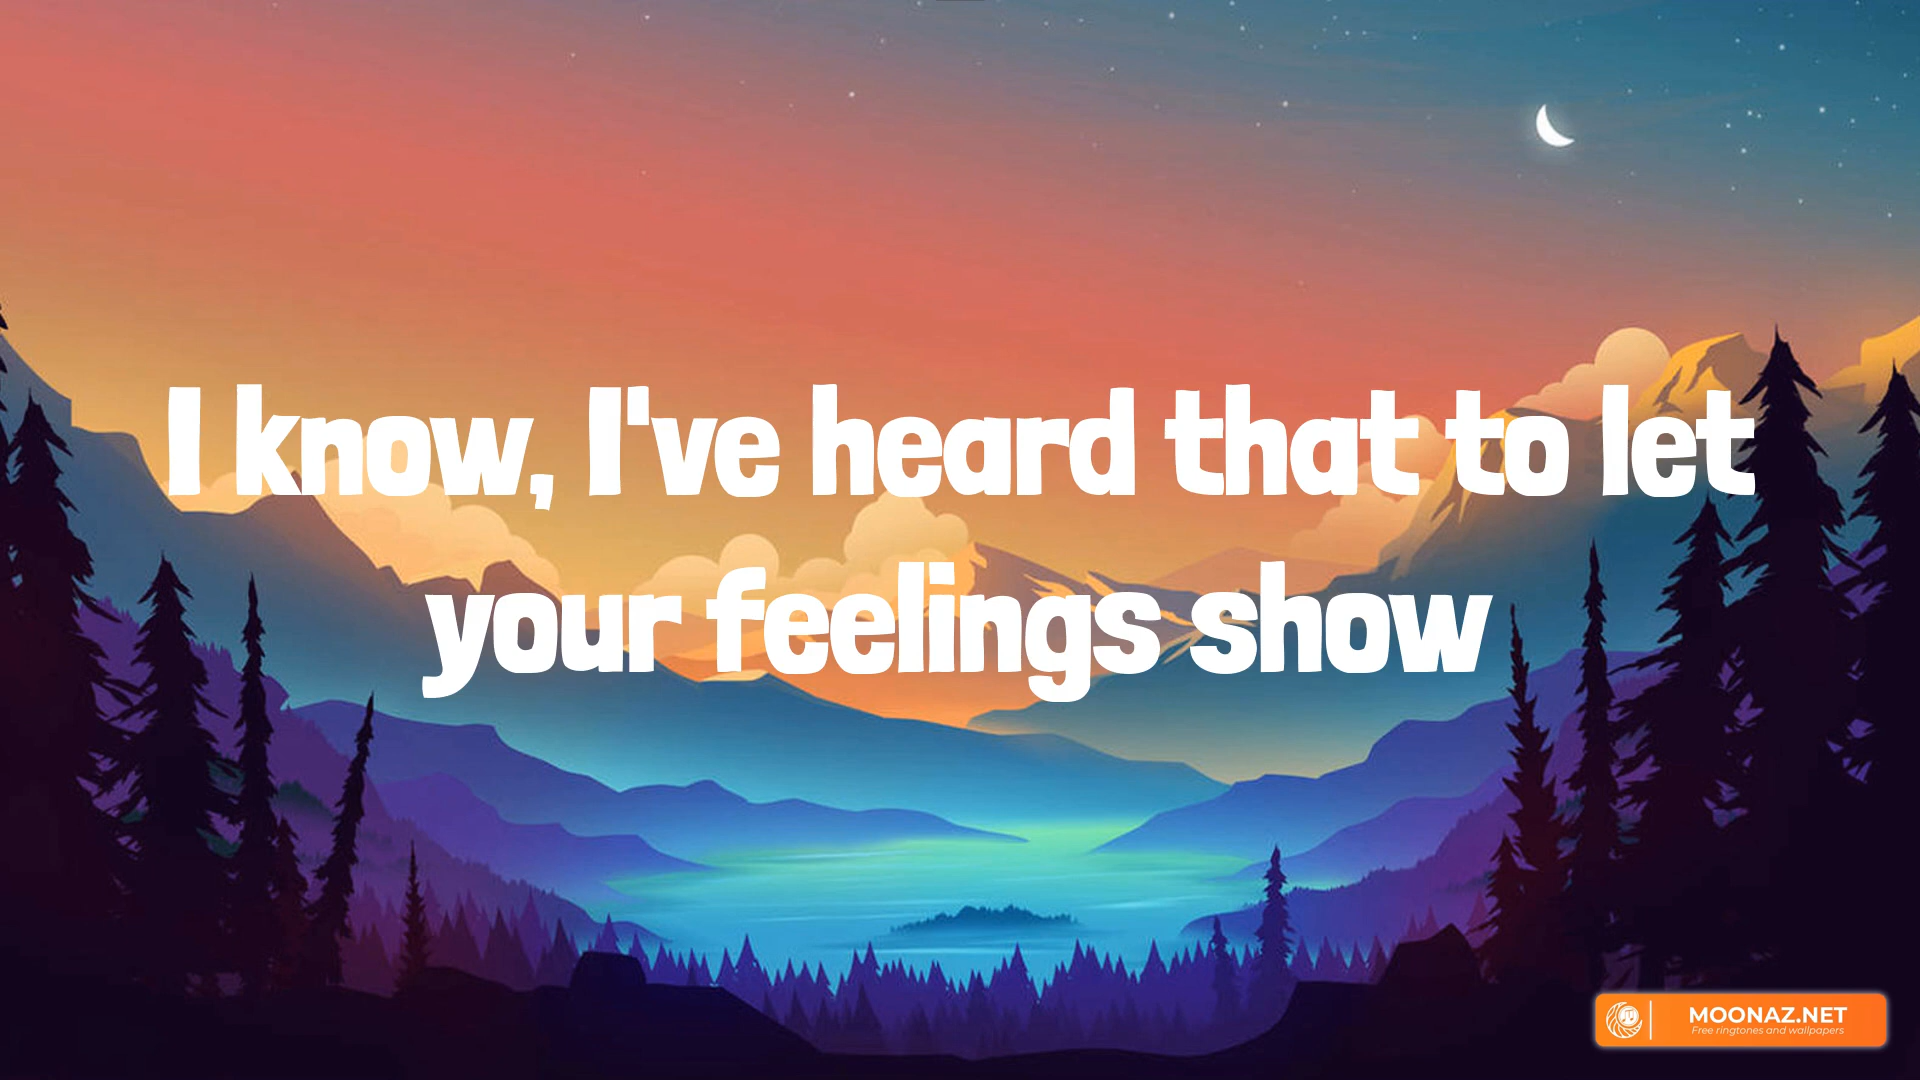 I know, I've heard that to let
your feelings show
MOONAZ.NET
Free ringtones and wallpapers